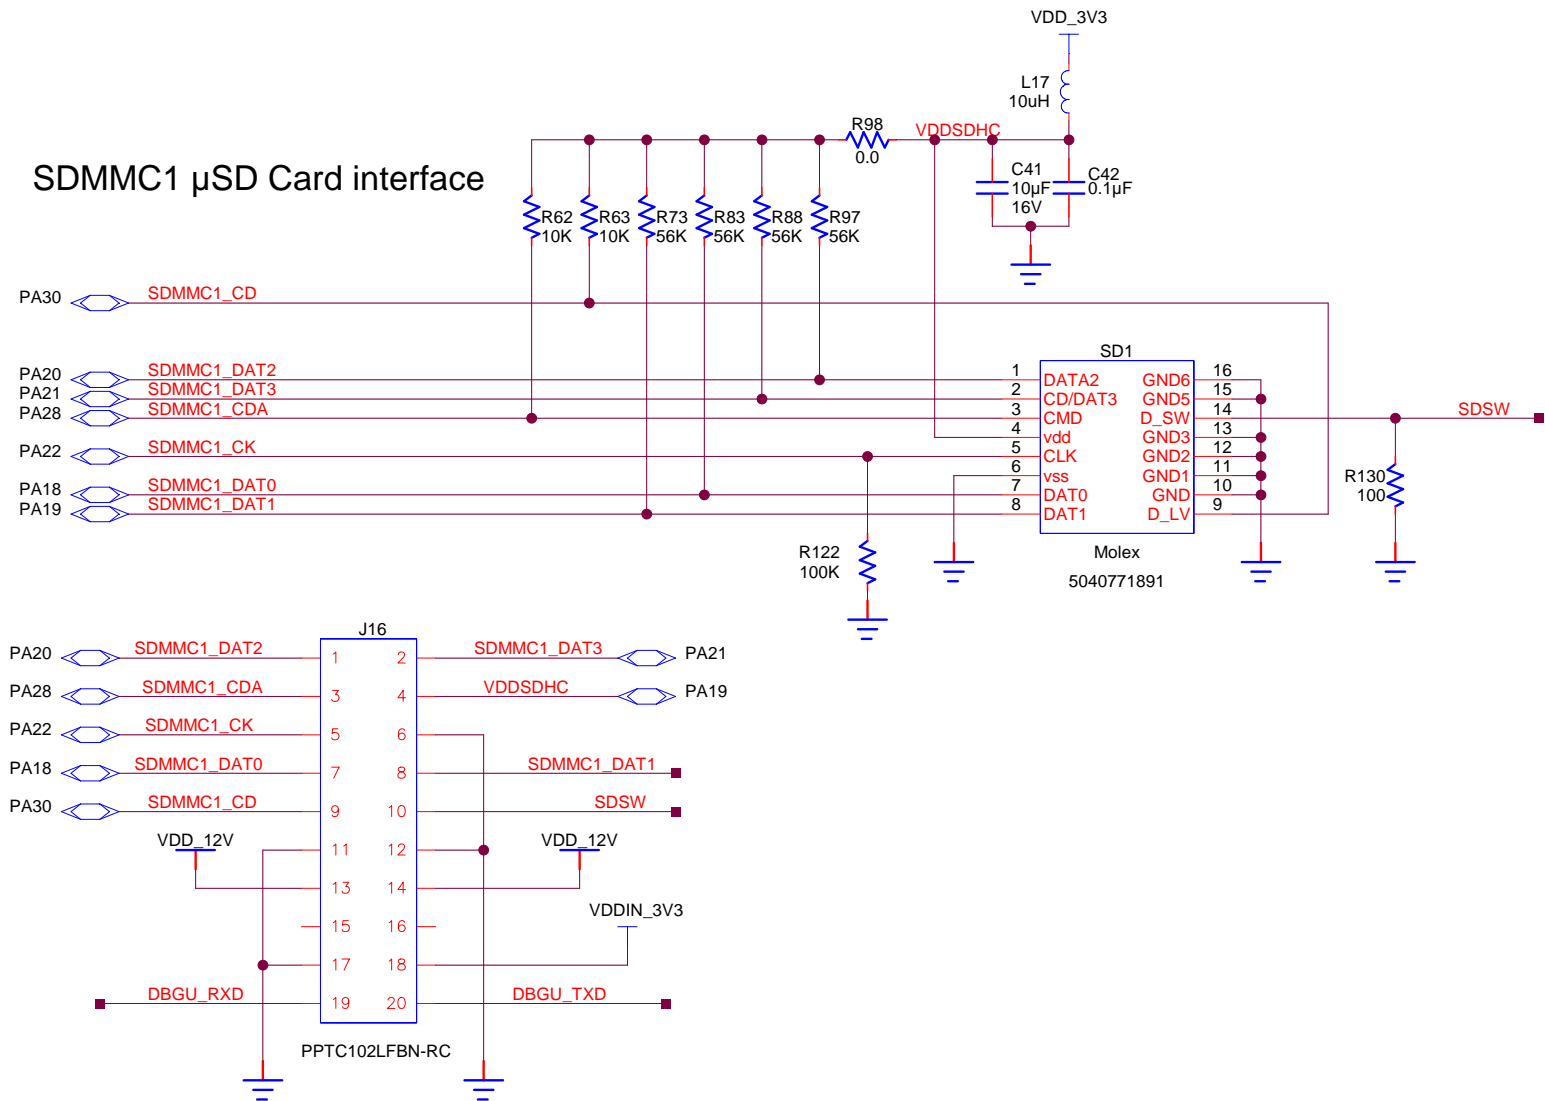 VDD_3V3
L17
10uH
R98
0.0
VDDSDHC
SDMMC1 µSD Card interface
C41
10µF
16V
C42
0.1µF
R62
10K
R63
10K
R73
56K
R83
56K
R88
56K
R97
56K
PA30 SDMMC1_CD
PA20 SDMMC1_DAT2
PA21 SDMMC1_DAT3
PA28 SDMMC1_CDA
PA22 SDMMC1_CK
PA18 SDMMC1_DAT0
PA19 SDMMC1_DAT1
SD1
1 DATA2 GND6 16
2 CD/DAT3 GND5 15
3 CMD D_SW 14
4 vdd GND3 13
5 CLK GND2 12
6 vss GND1 11
7 DAT0 GND 10
8 DAT1 D_LV 9
Molex
5040771891
SDSW
R130
100
R122
100K
J16
PA20 SDMMC1_DAT2 1 2 SDMMC1_DAT3 PA21
PA28 SDMMC1_CDA 3 4 VDDSDHC PA19
PA22 SDMMC1_CK 5 6
PA18 SDMMC1_DAT0 7 8 SDMMC1_DAT1
PA30 SDMMC1_CD 9 10 SDSW
VDD_12V 11 12 VDD_12V
13 14
15 16 VDDIN_3V3
17 18
DBGU_RXD 19 20 DBGU_TXD
PPTC102LFBN-RC